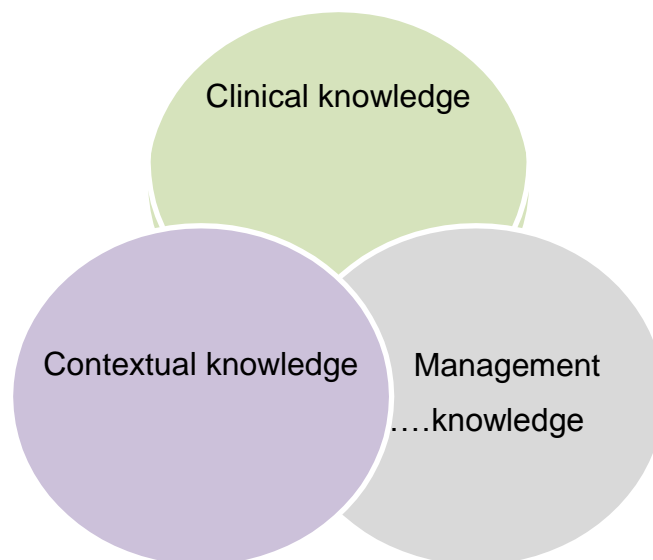 Clinical knowledge
Contextual knowledge
Management
….knowledge